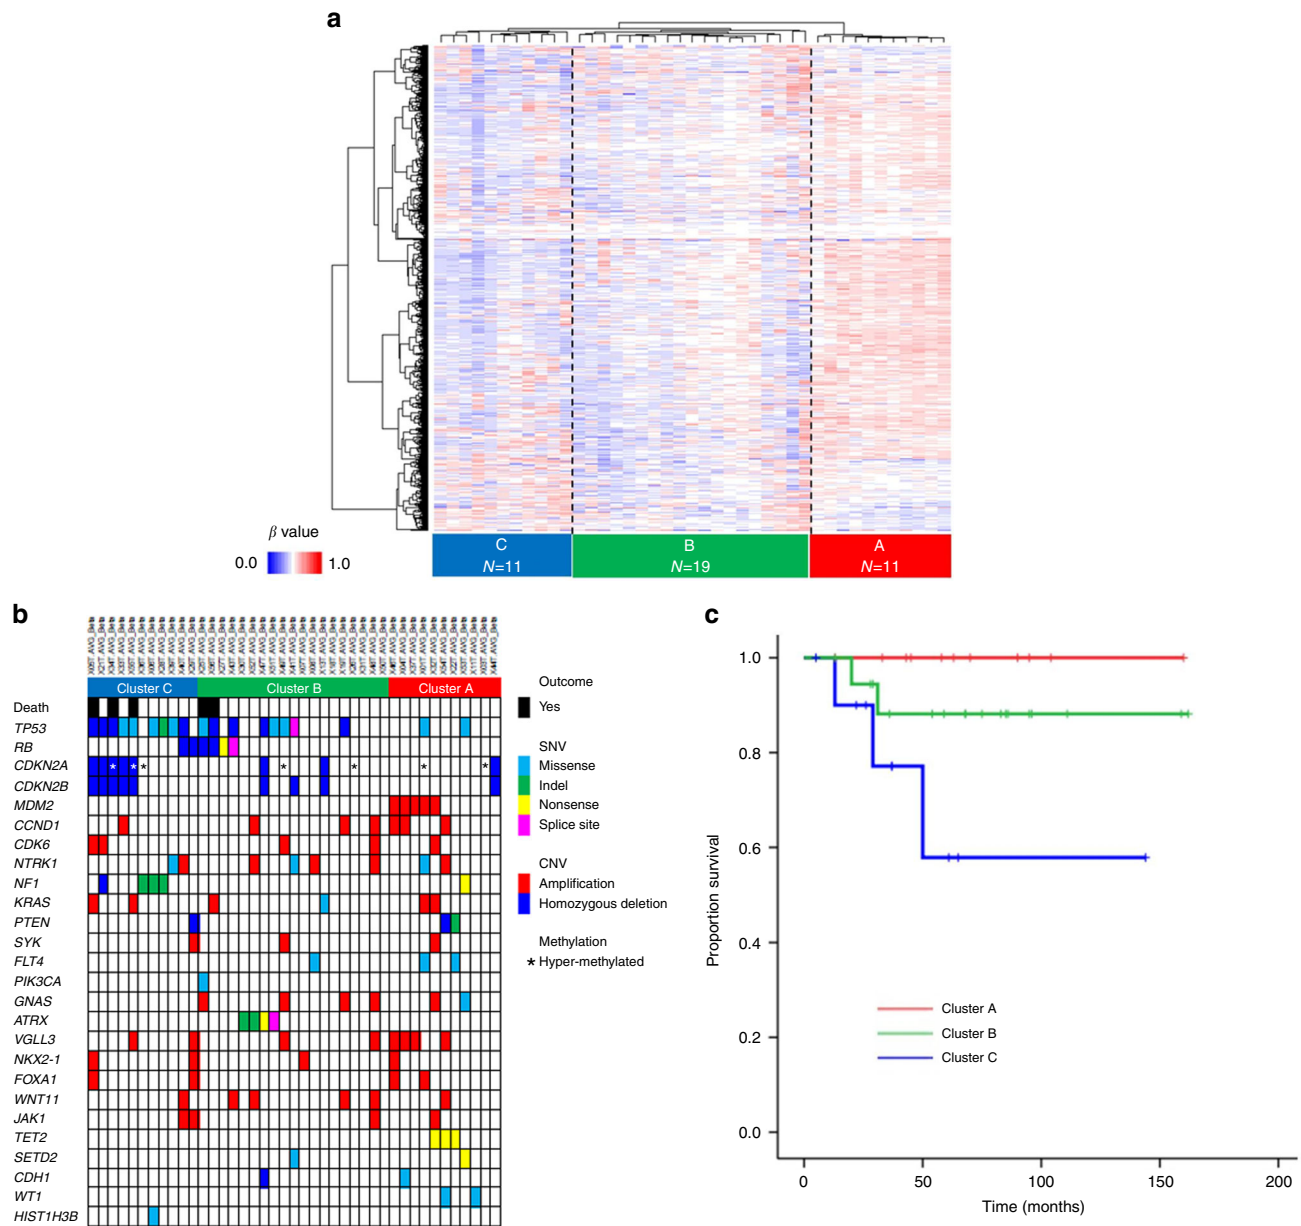 a
β value
0.0
1.0
C
N=11
B
N=19
A
N=11
b
Cluster C
Cluster B
Cluster A
Death
TP53
RB
CDKN2A
CDKN2B
MDM2
CCND1
CDK6
NTRK1
NF1
KRAS
PTEN
SYK
FLT4
PIK3CA
GNAS
ATRX
VGLL3
NKX2-1
FOXA1
WNT11
JAK1
TET2
SETD2
CDH1
WT1
HIST1H3B
Outcome
Yes
SNV
Missense
Indel
Nonsense
Splice site
CNV
Amplification
Homozygous deletion
Methylation
* Hyper-methylated
c
Proportion survival
1.0
0.8
0.6
0.4
0.2
0.0
Cluster A
Cluster B
Cluster C
0 50 100 150 200
Time (months)